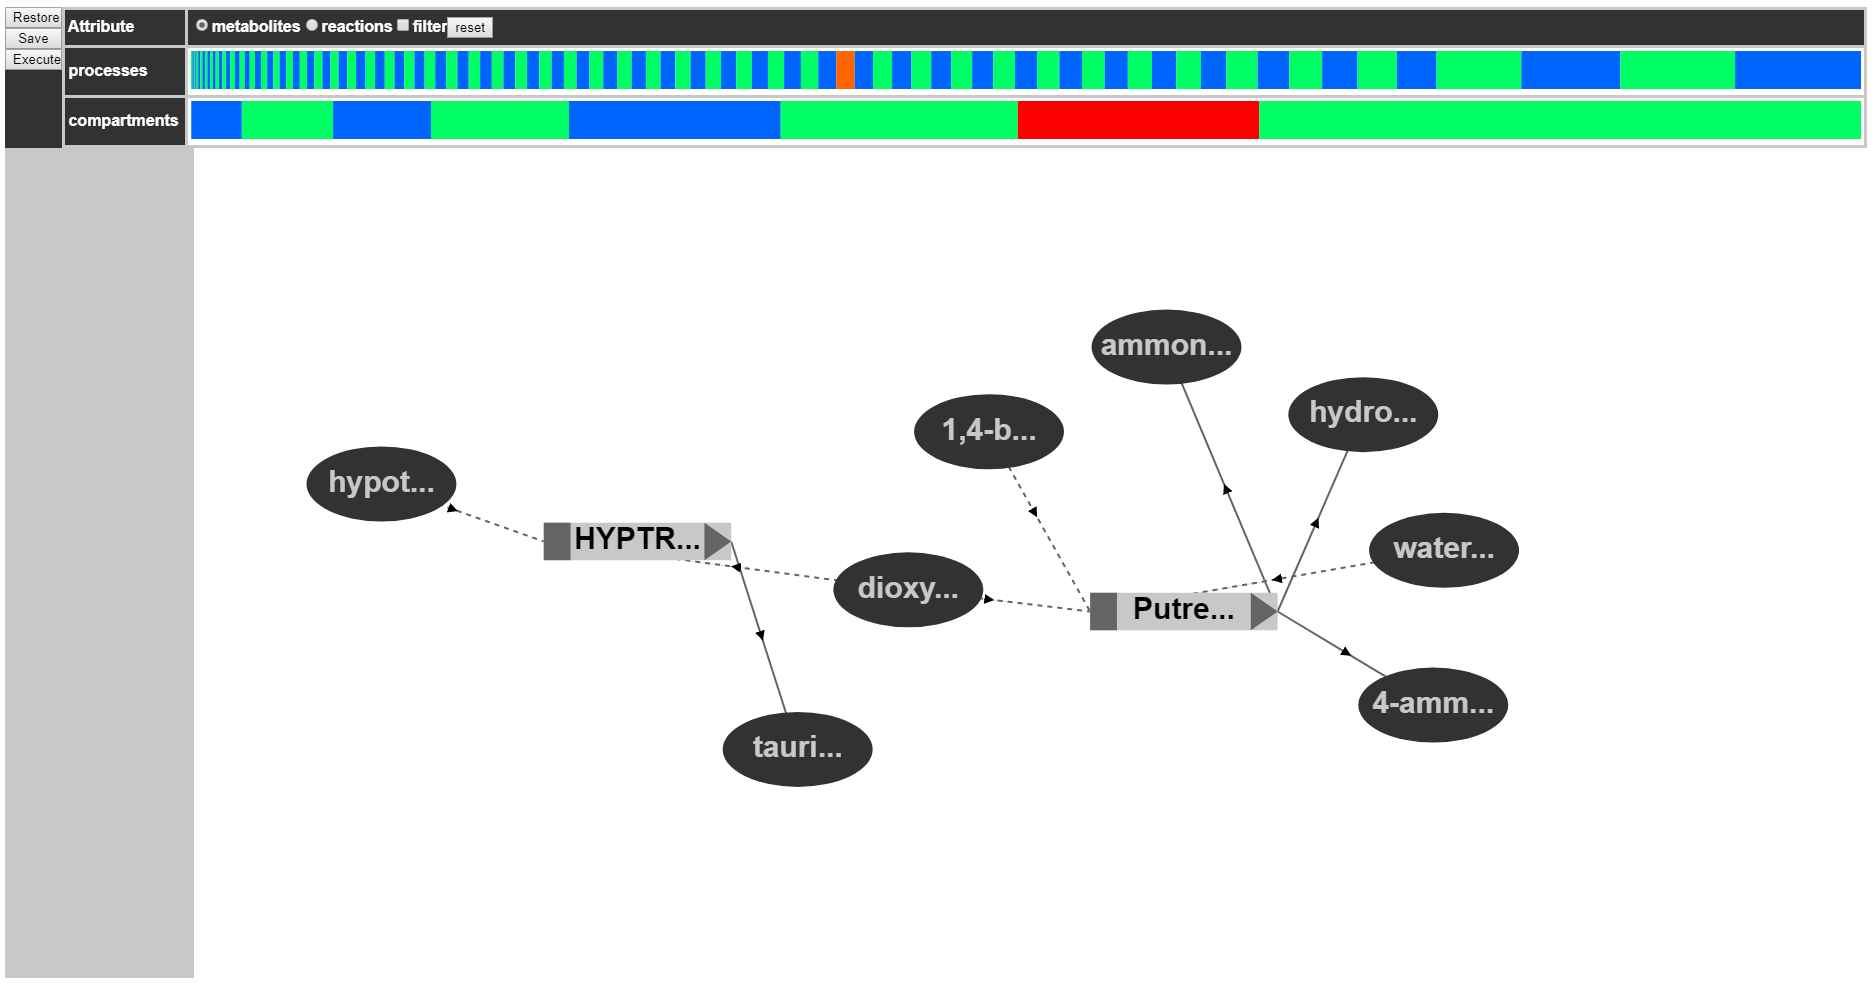 Restore
Save
Execute
Attribute
metabolites reactions filter reset
processes
compartments
ammon...
hydro...
1,4-b...
hypot...
HYPTR...
water...
dioxy...
Putre...
4-amm...
tauri...